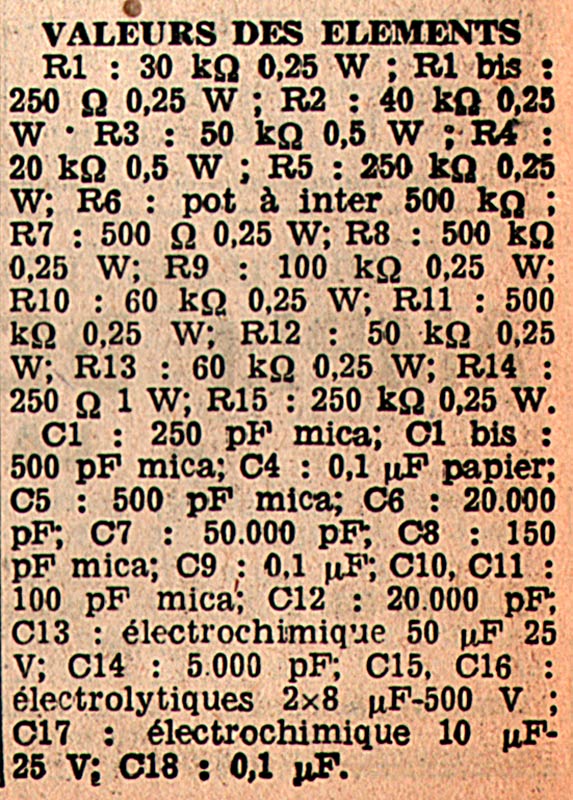 VALEURS DES ELEMENTS
R1 : 30 kΩ 0,25 W ; R1 bis :
250 Ω 0,25 W ; R2 : 40 kΩ 0,25
W · R3 : 50 kΩ 0,5 W ; R4 :
20 kΩ 0,5 W ; R5 : 250 kΩ 0,25
W; R6 : pot à inter 500 kΩ ;
R7 : 500 Ω 0,25 W; R8 : 500 kΩ
0,25 W; R9 : 100 kΩ 0,25 W;
R10 : 60 kΩ 0,25 W; R11 : 500
kΩ 0,25 W; R12 : 50 kΩ 0,25
W; R13 : 60 kΩ 0,25 W; R14 :
250 Ω 1 W; R15 : 250 kΩ 0,25 W.
C1 : 250 pF mica; C1 bis :
500 pF mica; C4 : 0,1 µF papier;
C5 : 500 pF mica; C6 : 20.000
pF; C7 : 50.000 pF; C8 : 150
pF mica; C9 : 0,1 µF; C10, C11 :
100 pF mica; C12 : 20.000 pF;
C13 : électrochimique 50 µF 25
V; C14 : 5.000 pF; C15, C16 :
électrolytiques 2×8 µF-500 V ;
C17 : électrochimique 10 µF-
25 V; C18 : 0,1 µF.